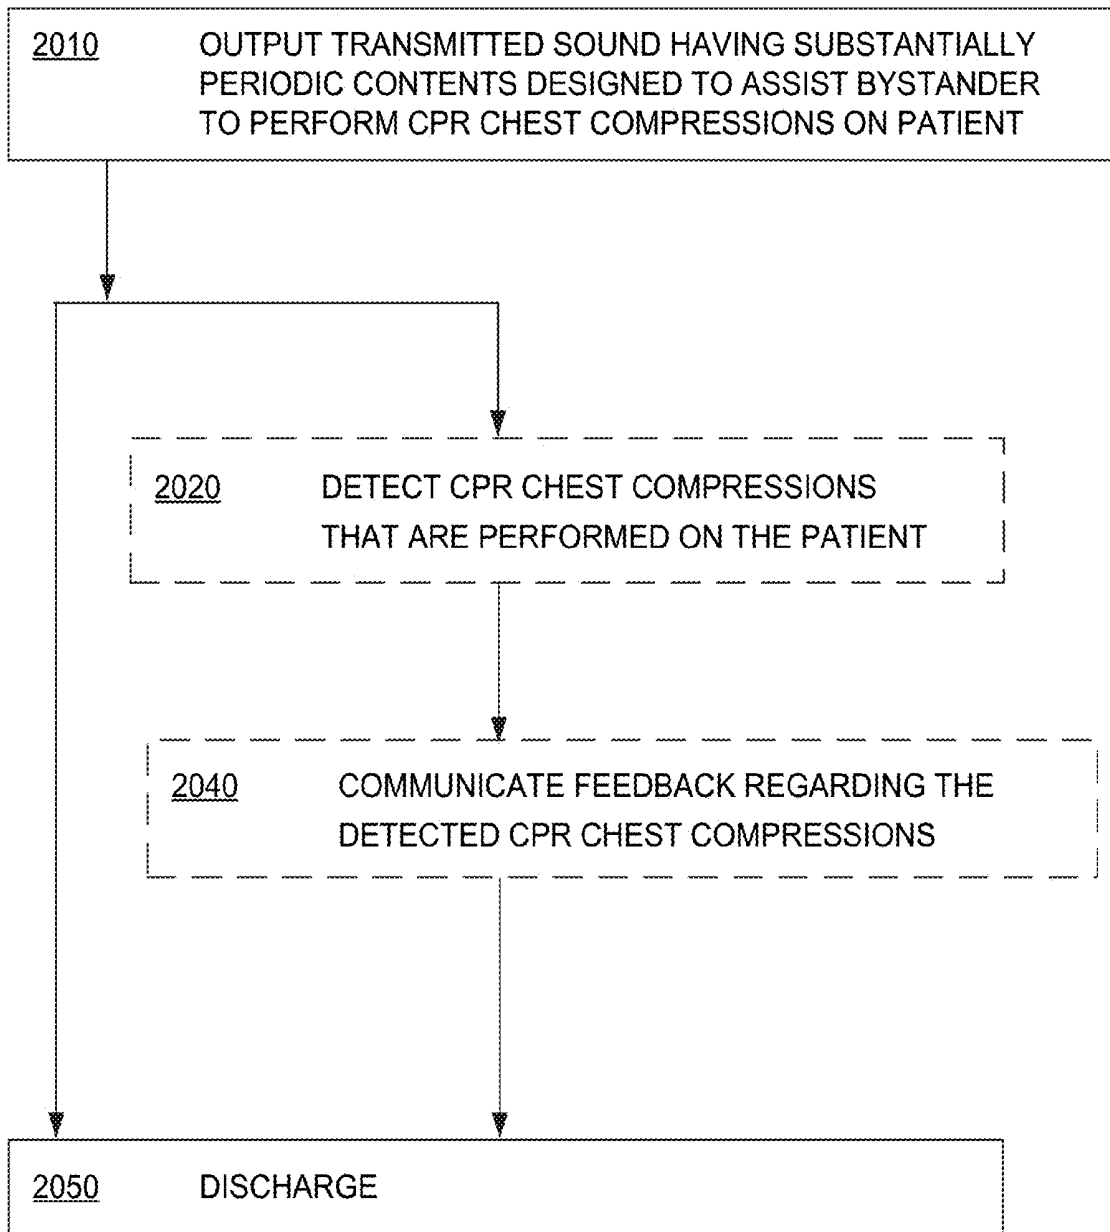 2010 OUTPUT TRANSMITTED SOUND HAVING SUBSTANTIALLY
PERIODIC CONTENTS DESIGNED TO ASSIST BYSTANDER
TO PERFORM CPR CHEST COMPRESSIONS ON PATIENT
2020 DETECT CPR CHEST COMPRESSIONS
THAT ARE PERFORMED ON THE PATIENT
2040 COMMUNICATE FEEDBACK REGARDING THE
DETECTED CPR CHEST COMPRESSIONS
2050 DISCHARGE